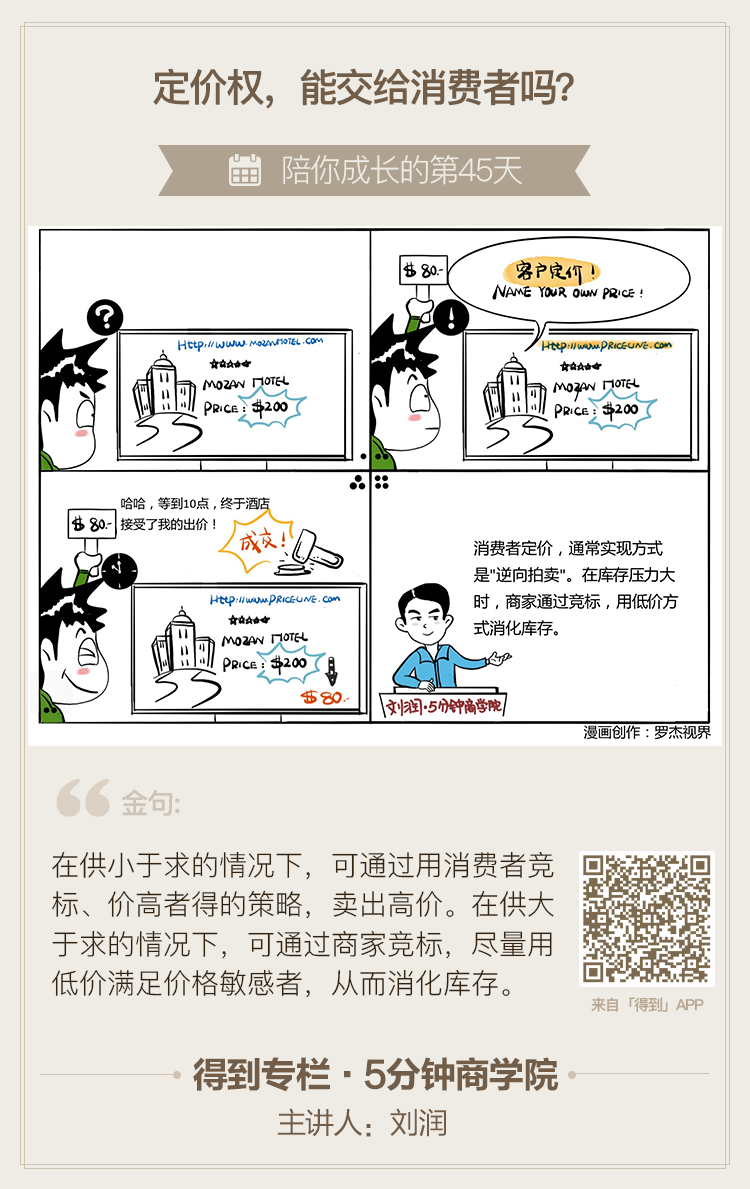 定价权，能交给消费者吗？
陪你成长的第45天
?
Http://www.MOZANMOTEL.com
MOZAN MOTEL
PRICE: $200
$80.-
客户定价！
NAME YOUR OWN PRICE!
!
Http://www.PRICELINE.com
MOZAN MOTEL
PRICE: $200
哈哈，等到10点，终于酒店
接受了我的出价！
$80.-
成交！
Http://www.PRICELINE.com
MOZAN MOTEL
PRICE: $200
$80.-
消费者定价，通常实现方式
是"逆向拍卖"。在库存压力大
时，商家通过竞标，用低价方
式消化库存。
刘润·5分钟商学院
漫画创作：罗杰视界
金句:
在供小于求的情况下，可通过用消费者竞
标、价高者得的策略，卖出高价。在供大
于求的情况下，可通过商家竞标，尽量用
低价满足价格敏感者，从而消化库存。
来自「得到」APP
得到专栏·5分钟商学院
主讲人：刘润